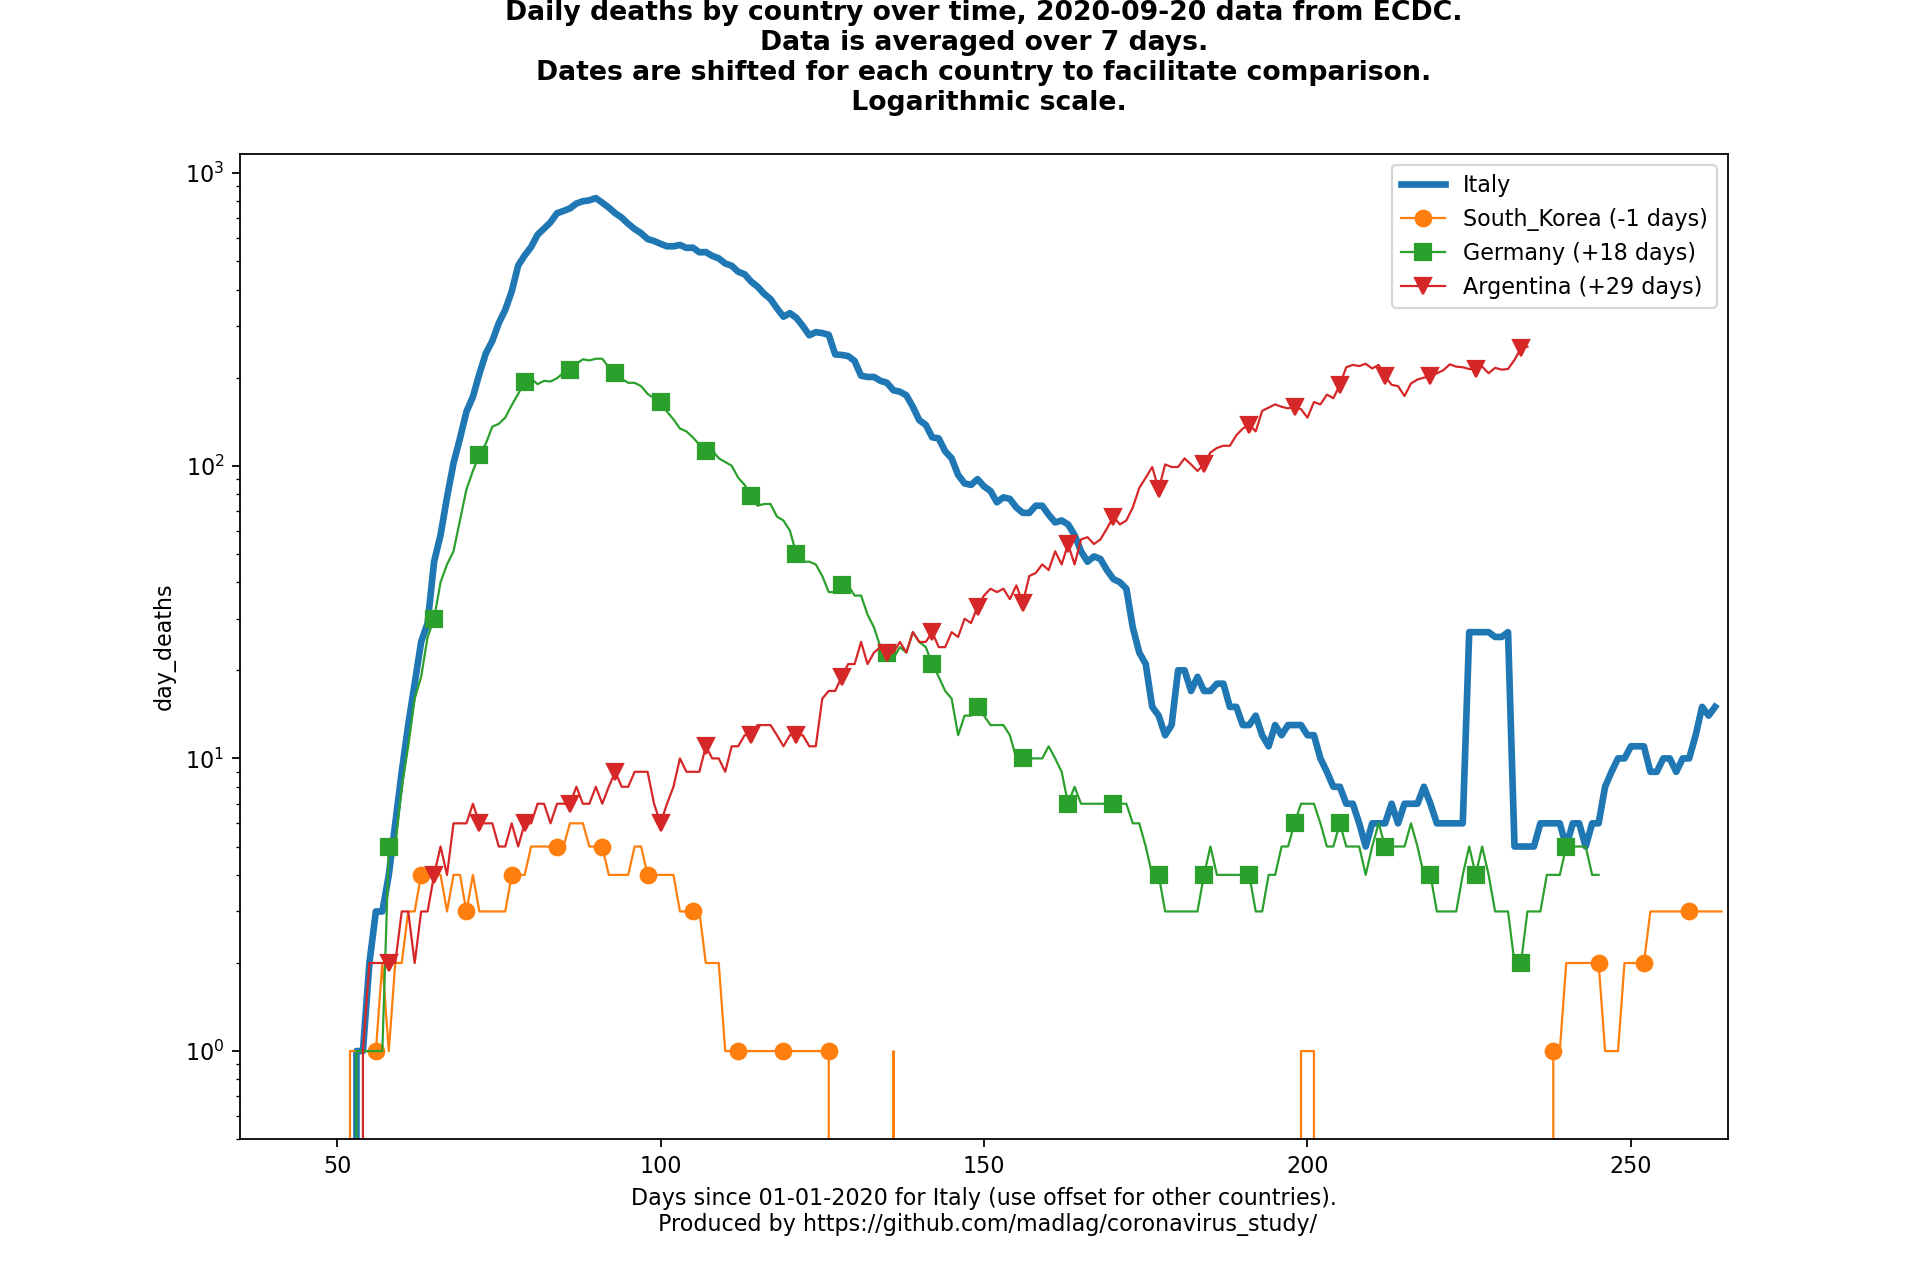 Daily deaths by country over time, 2020-09-20 data from ECDC.
Data is averaged over 7 days.
Dates are shifted for each country to facilitate comparison.
Logarithmic scale.
10³
10²
10¹
10⁰
day_deaths
Italy
South_Korea (-1 days)
Germany (+18 days)
Argentina (+29 days)
50 100 150 200 250
Days since 01-01-2020 for Italy (use offset for other countries).
Produced by https://github.com/madlag/coronavirus_study/